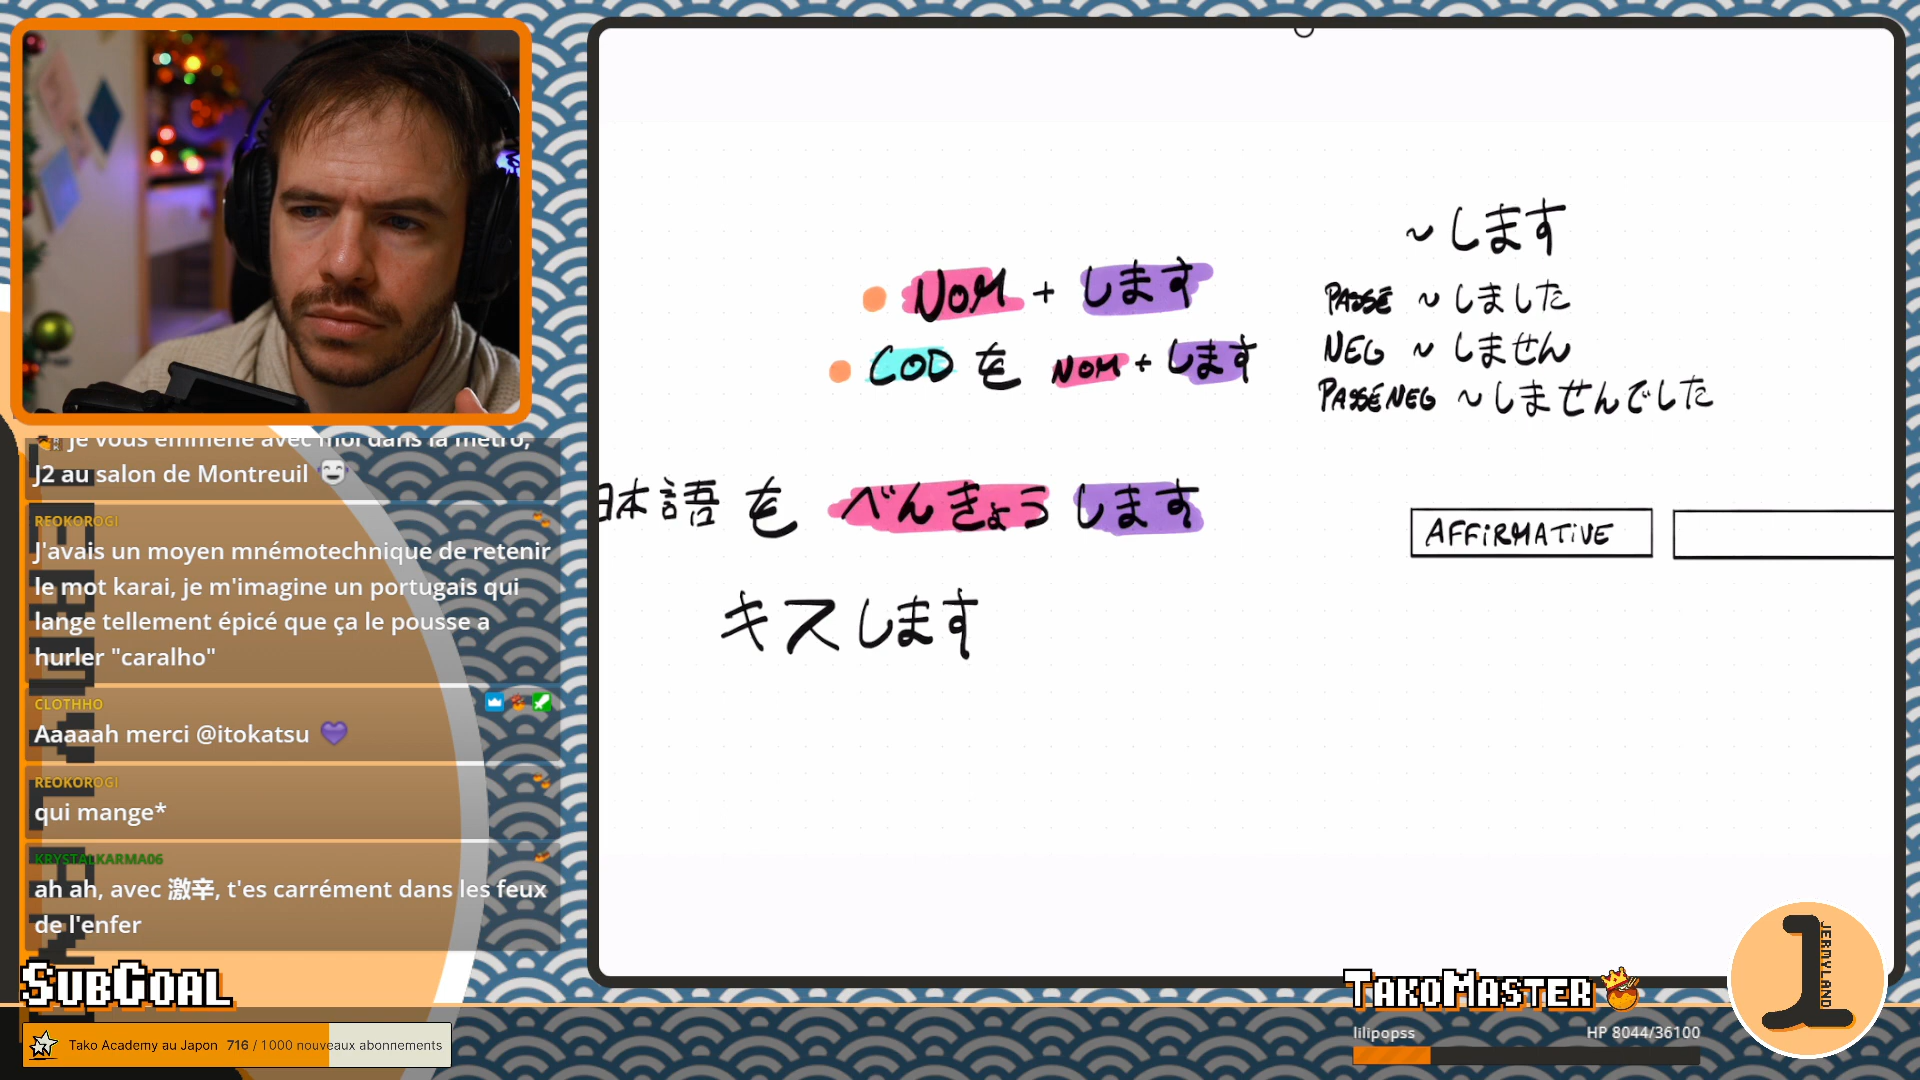 je vous emmène avec moi dans la métro,
J2 au salon de Montreuil
REOKOROGI
J'avais un moyen mnémotechnique de retenir
le mot karai, je m'imagine un portugais qui
lange tellement épicé que ça le pousse a
hurler "caralho"
CLOTHHO
Aaaaah merci @itokatsu
REOKOROGI
qui mange*
KRYSTALKARMA06
ah ah, avec 激辛, t'es carrément dans les feux
de l'enfer
SUBGOAL
Tako Academy au Japon 716 / 1000 nouveaux abonnements
NOM + します
COD を NOM + します
日本語 を べんきょう します
キスします
~します
PASSÉ ~しました
NEG ~しません
PASSÉ NEG ~しませんでした
AFFIRMATIVE
TAKOMASTER
lilipopss HP 8044/36100
JEREMYLAND